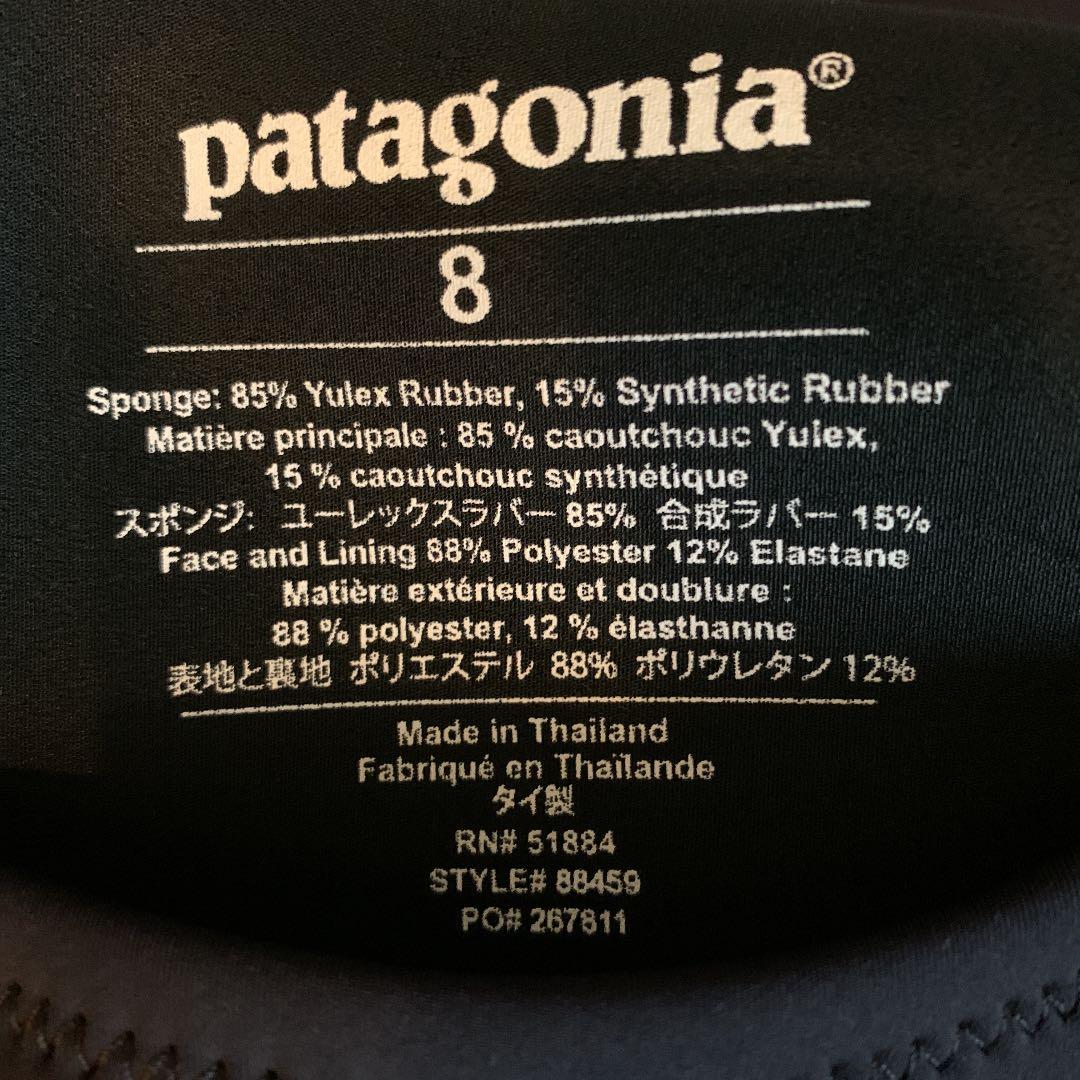 patagonia®
8
Sponge: 85% Yulex Rubber, 15% Synthetic Rubber
Matière principale : 85 % caoutchouc Yulex,
15 % caoutchouc synthétique
スポンジ: ユーレックスラバー 85% 合成ラバー 15%
Face and Lining 88% Polyester 12% Elastane
Matière extérieure et doublure :
88 % polyester, 12 % élasthanne
表地と裏地 ポリエステル 88% ポリウレタン 12%
Made in Thailand
Fabriqué en Thaïlande
タイ製
RN# 51884
STYLE# 88459
PO# 267811